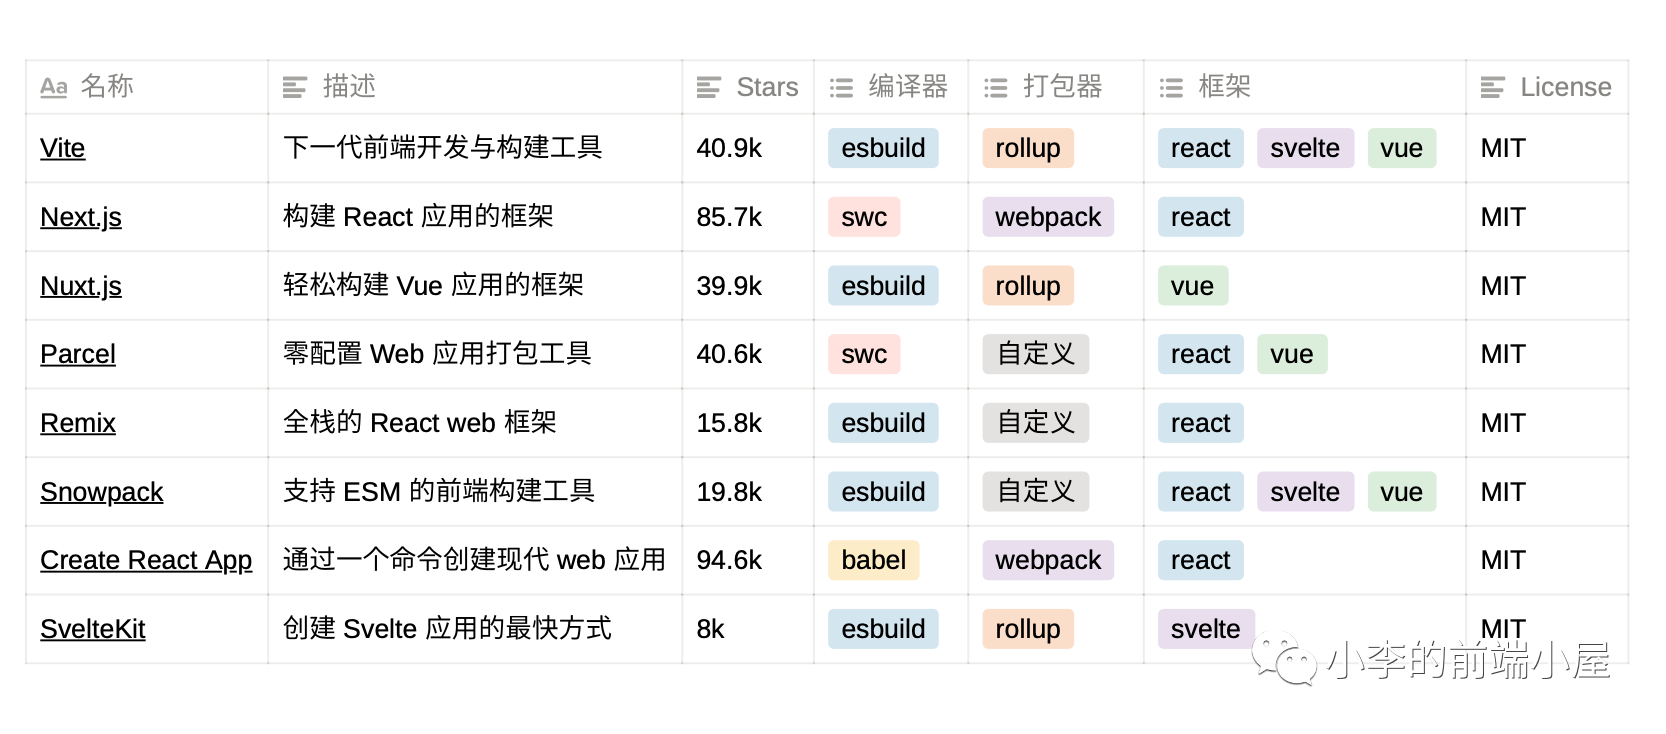 Aa 名称 描述 Stars 编译器 打包器 框架 License
Vite 下一代前端开发与构建工具 40.9k esbuild rollup react svelte vue MIT
Next.js 构建 React 应用的框架 85.7k swc webpack react MIT
Nuxt.js 轻松构建 Vue 应用的框架 39.9k esbuild rollup vue MIT
Parcel 零配置 Web 应用打包工具 40.6k swc 自定义 react vue MIT
Remix 全栈的 React web 框架 15.8k esbuild 自定义 react MIT
Snowpack 支持 ESM 的前端构建工具 19.8k esbuild 自定义 react svelte vue MIT
Create React App 通过一个命令创建现代 web 应用 94.6k babel webpack react MIT
SvelteKit 创建 Svelte 应用的最快方式 8k esbuild rollup svelte MIT
小李的前端小屋